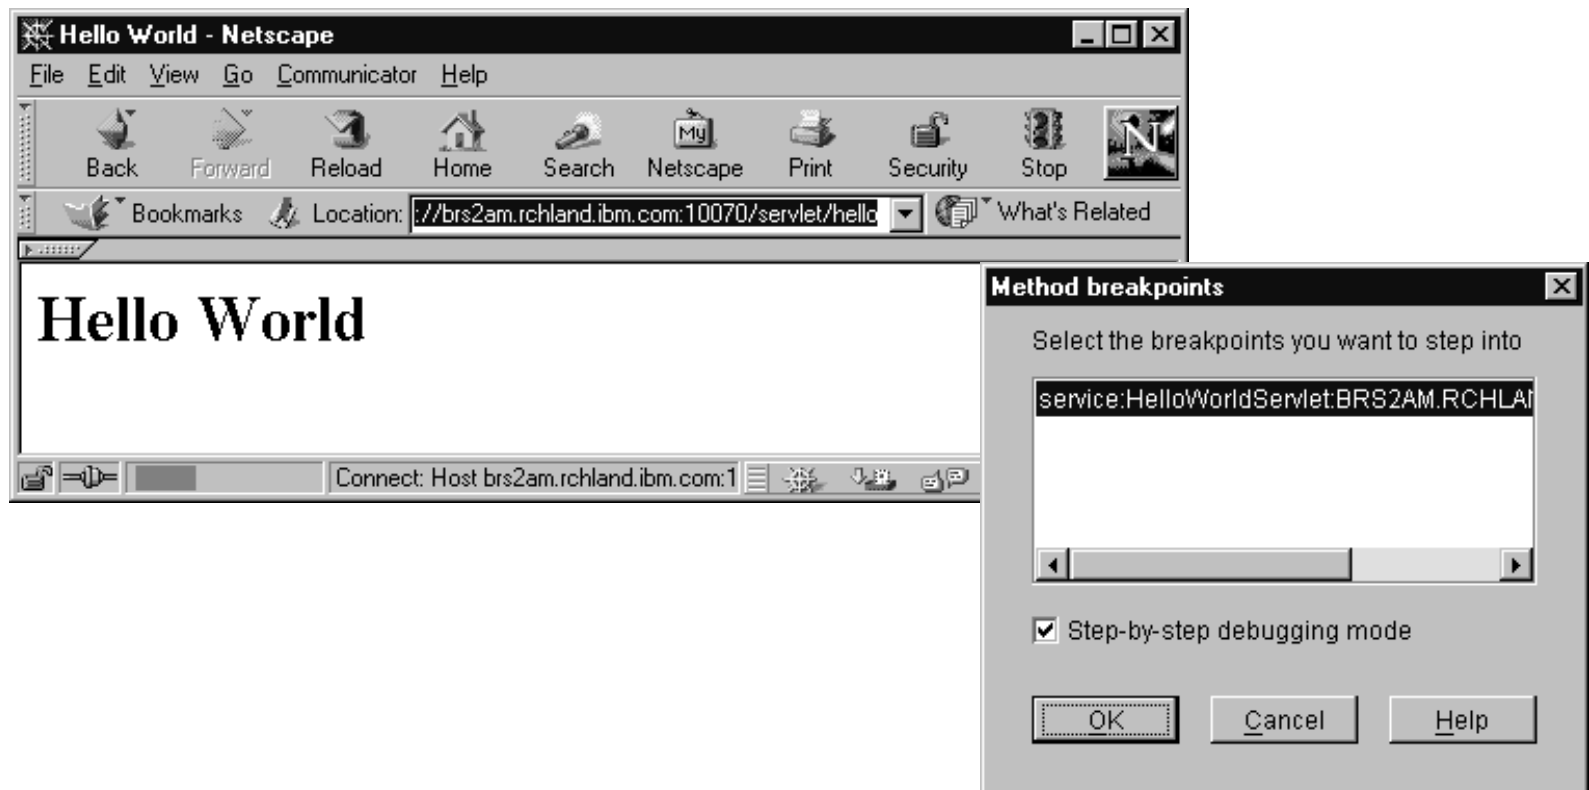 Hello World - Netscape
File Edit View Go Communicator Help
Back Forward Reload Home Search My Netscape Print Security Stop N
Bookmarks Location: ://brs2am.rchland.ibm.com:10070/servlet/hello What's Related
Hello World
Connect: Host brs2am.rchland.ibm.com:1
Method breakpoints
Select the breakpoints you want to step into
service:HelloWorldServlet:BRS2AM.RCHLAN
Step-by-step debugging mode
OK Cancel Help